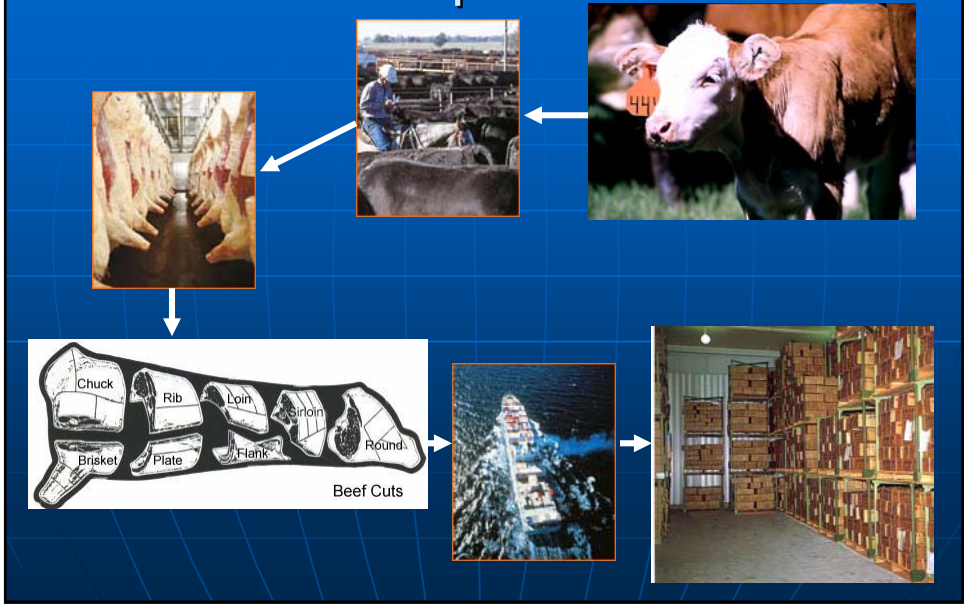 Chuck
Rib
Loin
Sirloin
Round
Brisket
Plate
Flank
Beef Cuts